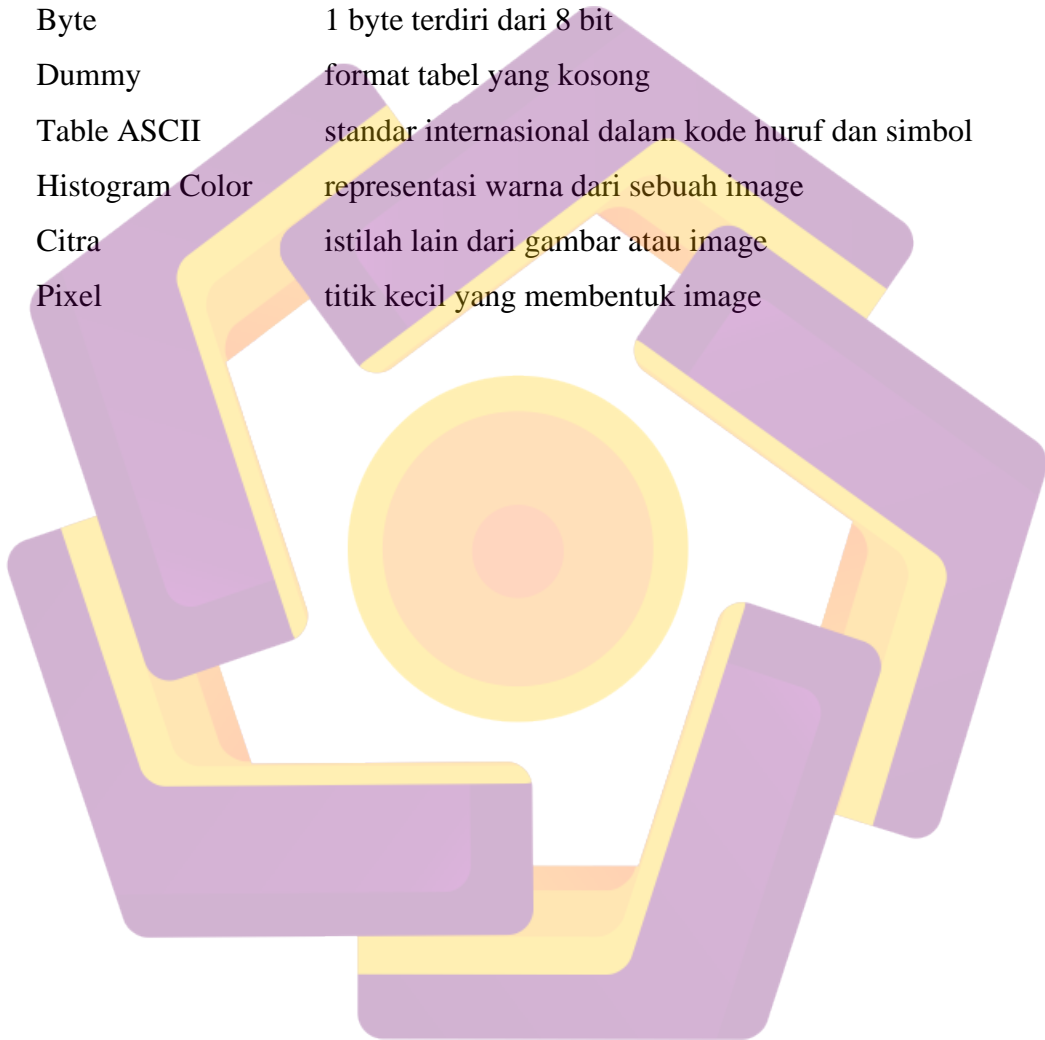 Byte 1 byte terdiri dari 8 bit
Dummy format tabel yang kosong
Table ASCII standar internasional dalam kode huruf dan simbol
Histogram Color representasi warna dari sebuah image
Citra istilah lain dari gambar atau image
Pixel titik kecil yang membentuk image